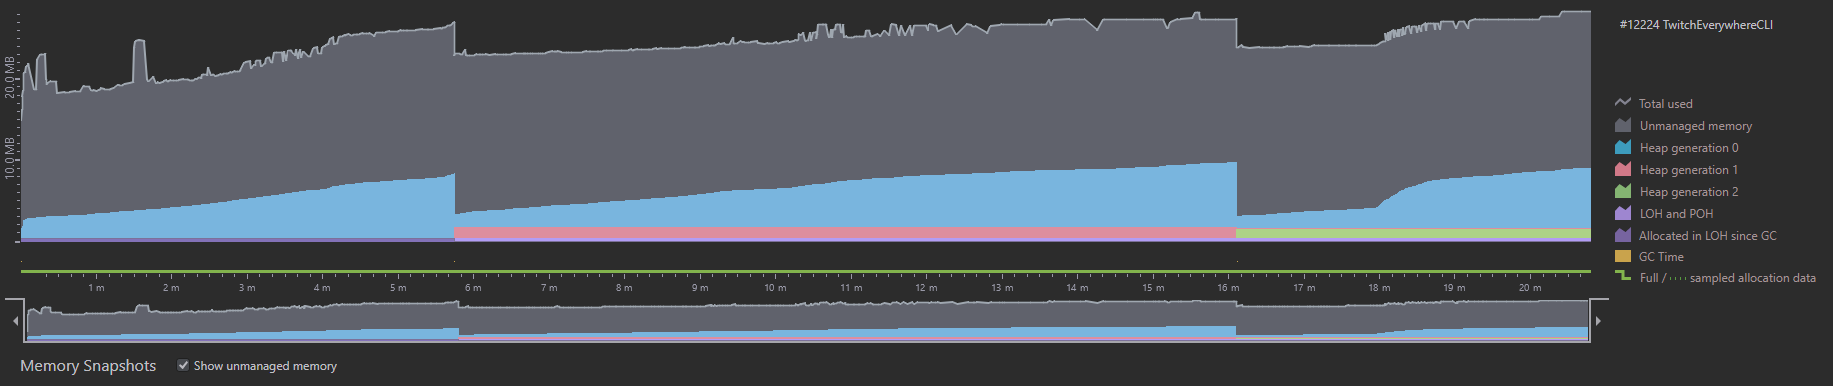 #12224 TwitchEverywhereCLI
20.0 MB
10.0 MB
Total used
Unmanaged memory
Heap generation 0
Heap generation 1
Heap generation 2
LOH and POH
Allocated in LOH since GC
GC Time
Full / ···· sampled allocation data
1 m 2 m 3 m 4 m 5 m 6 m 7 m 8 m 9 m 10 m 11 m 12 m 13 m 14 m 15 m 16 m 17 m 18 m 19 m 20 m
Memory Snapshots
Show unmanaged memory